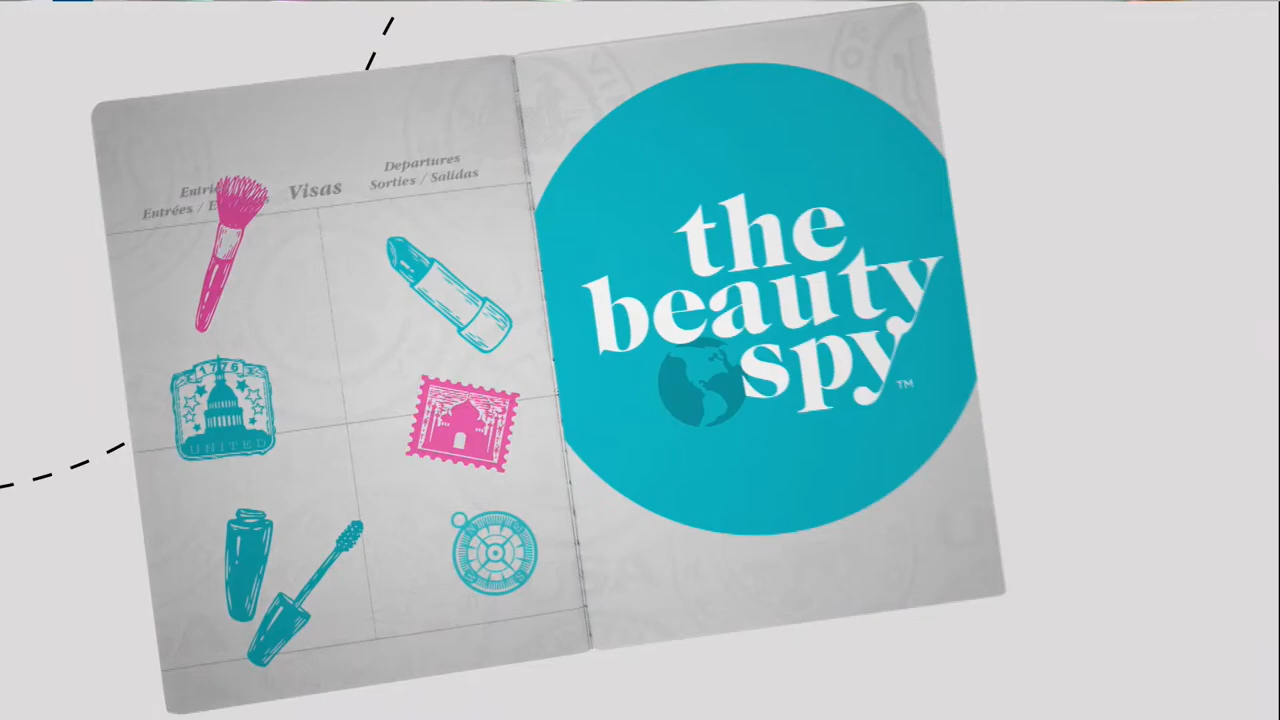 Departures
Visas
Sorties / Salidas
Entrées /
1776
UNITED
the
beauty
spy
TM